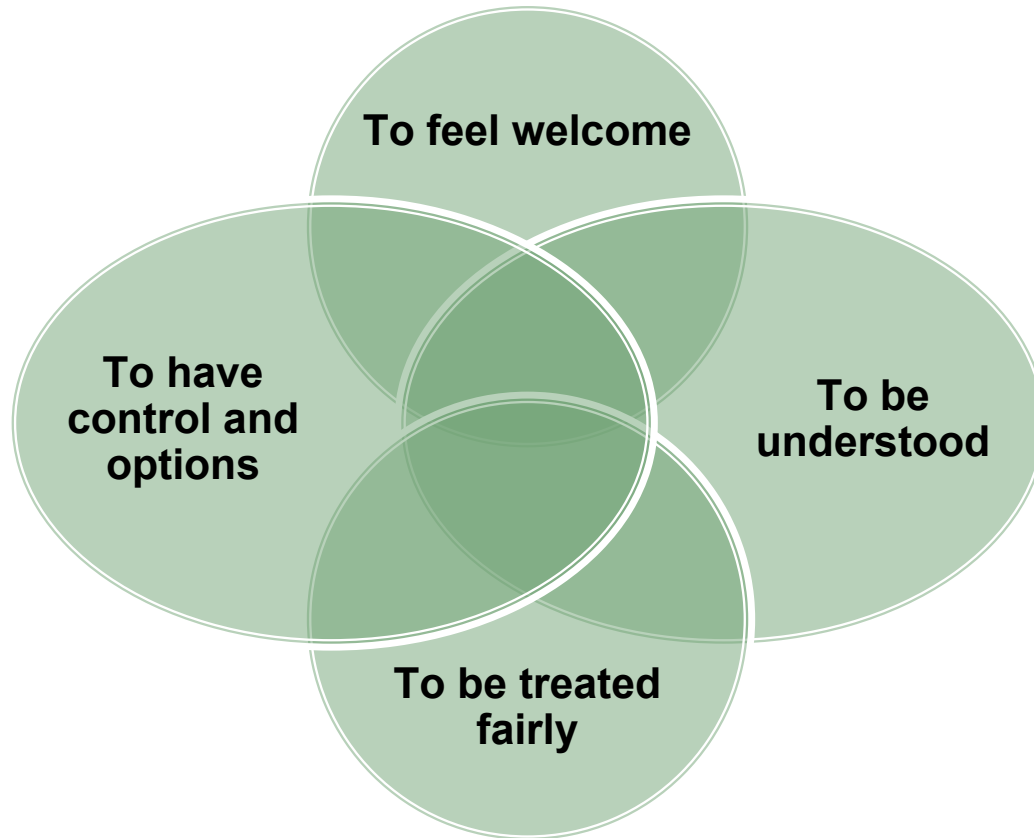 To feel welcome
To have
control and
options
To be
understood
To be treated
fairly